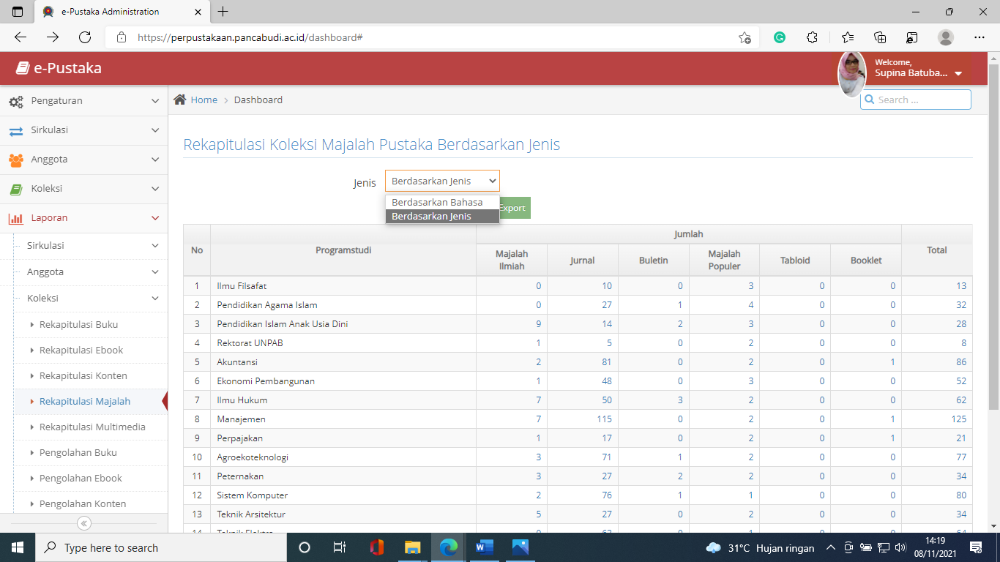 e-Pustaka Administration
https://perpustakaan.pancabudi.ac.id/dashboard#
e-Pustaka
Welcome,
Supina Batuba...
Pengaturan
Sirkulasi
Anggota
Koleksi
Laporan
Sirkulasi
Anggota
Koleksi
Rekapitulasi Buku
Rekapitulasi Ebook
Rekapitulasi Konten
Rekapitulasi Majalah
Rekapitulasi Multimedia
Pengolahan Buku
Pengolahan Ebook
Pengolahan Konten
Home > Dashboard
Search ...
Rekapitulasi Koleksi Majalah Pustaka Berdasarkan Jenis
Jenis Berdasarkan Jenis
Berdasarkan Bahasa
Berdasarkan Jenis
Export
No Programstudi Jumlah Total
Majalah Ilmiah Jurnal Buletin Majalah Populer Tabloid Booklet
1 Ilmu Filsafat 0 10 0 3 0 0 13
2 Pendidikan Agama Islam 0 27 1 4 0 0 32
3 Pendidikan Islam Anak Usia Dini 9 14 2 3 0 0 28
4 Rektorat UNPAB 1 5 0 2 0 0 8
5 Akuntansi 2 81 0 2 0 1 86
6 Ekonomi Pembangunan 1 48 0 3 0 0 52
7 Ilmu Hukum 7 50 3 2 0 0 62
8 Manajemen 7 115 0 2 0 1 125
9 Perpajakan 1 17 0 2 0 1 21
10 Agroekoteknologi 3 71 1 2 0 0 77
11 Peternakan 3 27 2 2 0 0 34
12 Sistem Komputer 2 76 1 1 0 0 80
13 Teknik Arsitektur 5 27 0 2 0 0 34
14 Teknik Elektro 0 63 0 1 0 0 64
Type here to search
31°C Hujan ringan
14:19
08/11/2021